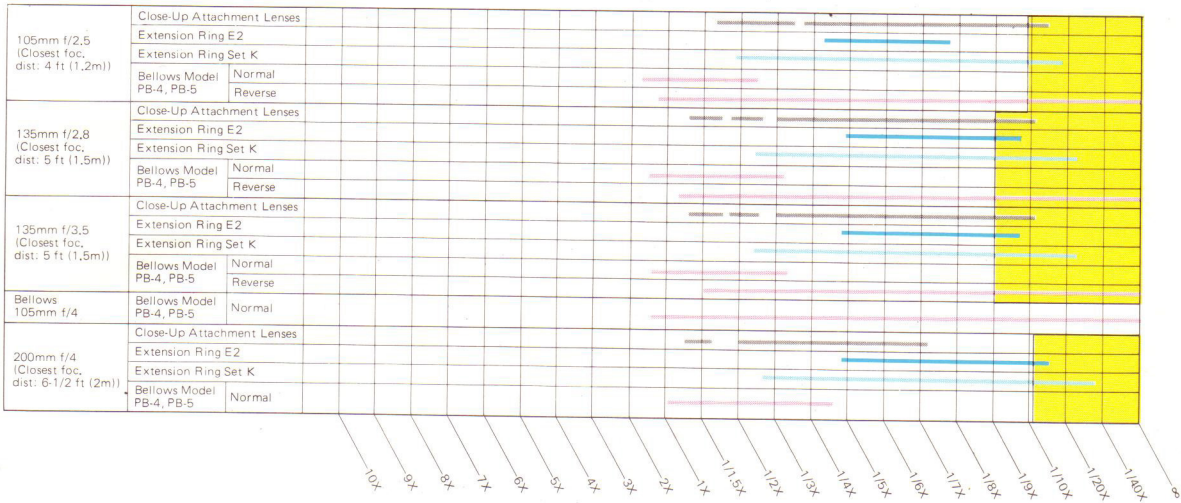 105mm f/2.5
(Closest foc.
dist: 4 ft (1.2m))
Close-Up Attachment Lenses
Extension Ring E2
Extension Ring Set K
Bellows Model
PB-4, PB-5
Normal
Reverse
135mm f/2.8
(Closest foc.
dist: 5 ft (1.5m))
Close-Up Attachment Lenses
Extension Ring E2
Extension Ring Set K
Bellows Model
PB-4, PB-5
Normal
Reverse
135mm f/3.5
(Closest foc.
dist: 5 ft (1.5m))
Close-Up Attachment Lenses
Extension Ring E2
Extension Ring Set K
Bellows Model
PB-4, PB-5
Normal
Reverse
Bellows
105mm f/4
Bellows Model
PB-4, PB-5
Normal
200mm f/4
(Closest foc.
dist: 6-1/2 ft (2m))
Close-Up Attachment Lenses
Extension Ring E2
Extension Ring Set K
Bellows Model
PB-4, PB-5
Normal
10X
9X
8X
7X
6X
5X
4X
3X
2X
1X
1/1.5X
1/2X
1/3X
1/4X
1/5X
1/6X
1/7X
1/8X
1/9X
1/10X
1/20X
1/40X
∞